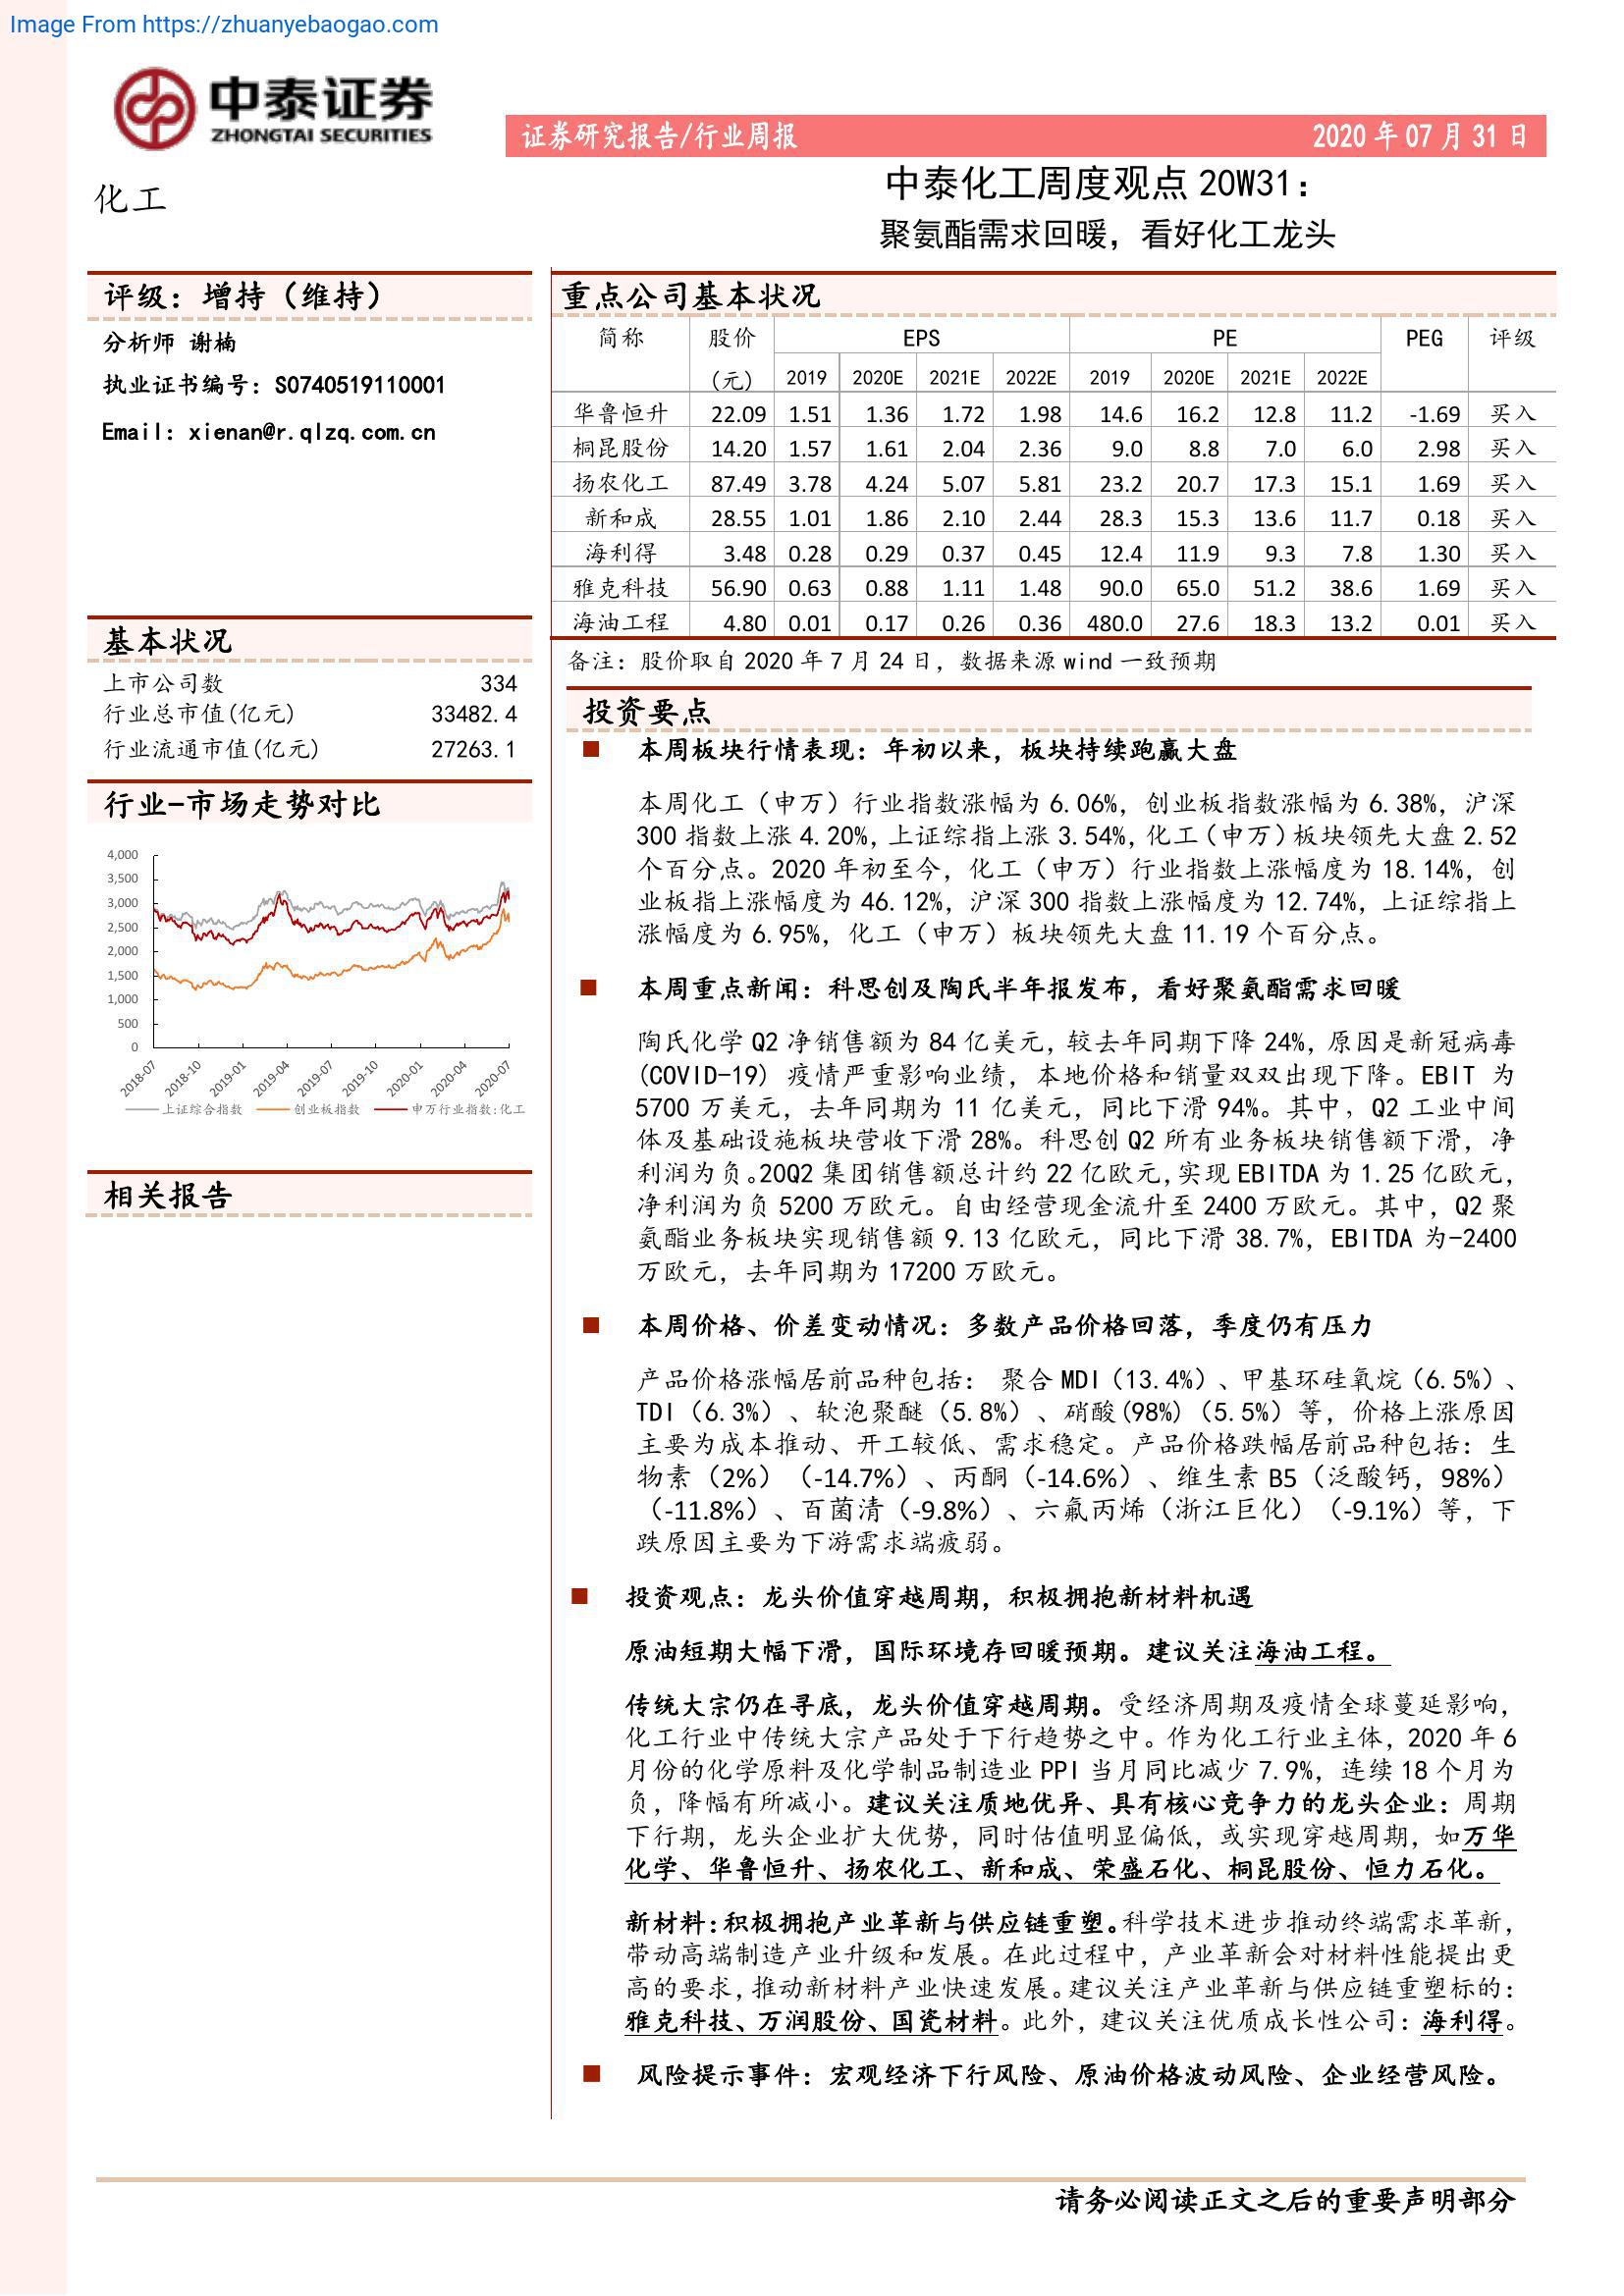 Image From https://zhuanyebaogao.com
中泰证券
ZHONGTAI SECURITIES
证券研究报告/行业周报 2020 年 07 月 31 日
化工
中泰化工周度观点 20W31：
聚氨酯需求回暖，看好化工龙头
评级：增持（维持）
分析师 谢楠
执业证书编号：S0740519110001
Email：xienan@r.qlzq.com.cn
基本状况
上市公司数 334
行业总市值(亿元) 33482.4
行业流通市值(亿元) 27263.1
行业-市场走势对比
4,000
3,500
3,000
2,500
2,000
1,500
1,000
500
0
2018-07 2018-10 2019-01 2019-04 2019-07 2019-10 2020-01 2020-04 2020-07
上证综合指数 创业板指数 申万行业指数:化工
相关报告
重点公司基本状况
简称 股价 EPS PE PEG 评级
(元) 2019 2020E 2021E 2022E 2019 2020E 2021E 2022E
华鲁恒升 22.09 1.51 1.36 1.72 1.98 14.6 16.2 12.8 11.2 -1.69 买入
桐昆股份 14.20 1.57 1.61 2.04 2.36 9.0 8.8 7.0 6.0 2.98 买入
扬农化工 87.49 3.78 4.24 5.07 5.81 23.2 20.7 17.3 15.1 1.69 买入
新和成 28.55 1.01 1.86 2.10 2.44 28.3 15.3 13.6 11.7 0.18 买入
海利得 3.48 0.28 0.29 0.37 0.45 12.4 11.9 9.3 7.8 1.30 买入
雅克科技 56.90 0.63 0.88 1.11 1.48 90.0 65.0 51.2 38.6 1.69 买入
海油工程 4.80 0.01 0.17 0.26 0.36 480.0 27.6 18.3 13.2 0.01 买入
备注：股价取自 2020 年 7 月 24 日，数据来源 wind 一致预期
投资要点
■ 本周板块行情表现：年初以来，板块持续跑赢大盘
本周化工（申万）行业指数涨幅为 6.06%，创业板指数涨幅为 6.38%，沪深
300 指数上涨 4.20%，上证综指上涨 3.54%，化工（申万）板块领先大盘 2.52
个百分点。2020 年初至今，化工（申万）行业指数上涨幅度为 18.14%，创
业板指上涨幅度为 46.12%，沪深 300 指数上涨幅度为 12.74%，上证综指上
涨幅度为 6.95%，化工（申万）板块领先大盘 11.19 个百分点。
■ 本周重点新闻：科思创及陶氏半年报发布，看好聚氨酯需求回暖
陶氏化学 Q2 净销售额为 84 亿美元，较去年同期下降 24%，原因是新冠病毒
(COVID-19) 疫情严重影响业绩，本地价格和销量双双出现下降。EBIT 为
5700 万美元，去年同期为 11 亿美元，同比下滑 94%。其中，Q2 工业中间
体及基础设施板块营收下滑 28%。科思创 Q2 所有业务板块销售额下滑，净
利润为负。20Q2 集团销售额总计约 22 亿欧元，实现 EBITDA 为 1.25 亿欧元，
净利润为负 5200 万欧元。自由经营现金流升至 2400 万欧元。其中，Q2 聚
氨酯业务板块实现销售额 9.13 亿欧元，同比下滑 38.7%，EBITDA 为-2400
万欧元，去年同期为 17200 万欧元。
■ 本周价格、价差变动情况：多数产品价格回落，季度仍有压力
产品价格涨幅居前品种包括： 聚合 MDI（13.4%）、甲基环硅氧烷（6.5%）、
TDI（6.3%）、软泡聚醚（5.8%）、硝酸(98%)（5.5%）等，价格上涨原因
主要为成本推动、开工较低、需求稳定。产品价格跌幅居前品种包括：生
物素（2%）（-14.7%）、丙酮（-14.6%）、维生素 B5（泛酸钙，98%）
（-11.8%）、百菌清（-9.8%）、六氟丙烯（浙江巨化）（-9.1%）等，下
跌原因主要为下游需求端疲弱。
■ 投资观点：龙头价值穿越周期，积极拥抱新材料机遇
原油短期大幅下滑，国际环境存回暖预期。建议关注海油工程。
传统大宗仍在寻底，龙头价值穿越周期。受经济周期及疫情全球蔓延影响，
化工行业中传统大宗产品处于下行趋势之中。作为化工行业主体，2020 年 6
月份的化学原料及化学制品制造业 PPI 当月同比减少 7.9%，连续 18 个月为
负，降幅有所减小。建议关注质地优异、具有核心竞争力的龙头企业：周期
下行期，龙头企业扩大优势，同时估值明显偏低，或实现穿越周期，如万华
化学、华鲁恒升、扬农化工、新和成、荣盛石化、桐昆股份、恒力石化。
新材料：积极拥抱产业革新与供应链重塑。科学技术进步推动终端需求革新，
带动高端制造产业升级和发展。在此过程中，产业革新会对材料性能提出更
高的要求，推动新材料产业快速发展。建议关注产业革新与供应链重塑标的：
雅克科技、万润股份、国瓷材料。此外，建议关注优质成长性公司：海利得。
■ 风险提示事件：宏观经济下行风险、原油价格波动风险、企业经营风险。
请务必阅读正文之后的重要声明部分